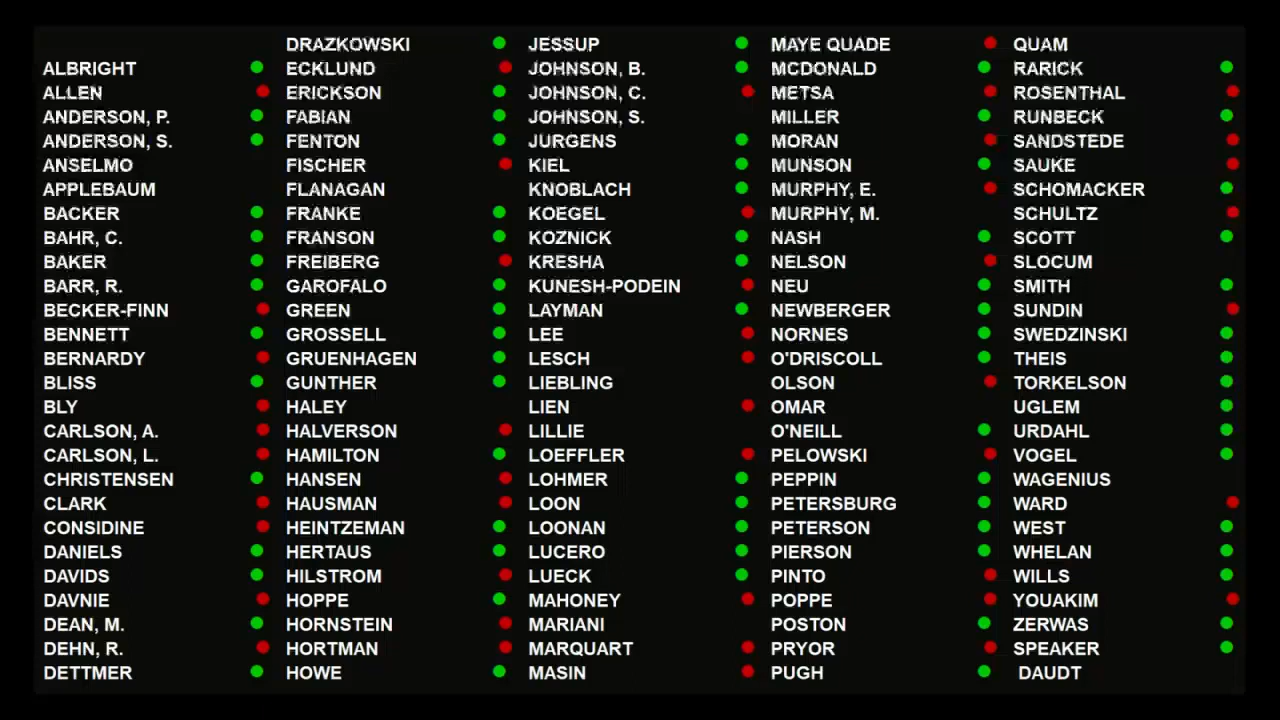 ALBRIGHT
ALLEN
ANDERSON, P.
ANDERSON, S.
ANSELMO
APPLEBAUM
BACKER
BAHR, C.
BAKER
BARR, R.
BECKER-FINN
BENNETT
BERNARDY
BLISS
BLY
CARLSON, A.
CARLSON, L.
CHRISTENSEN
CLARK
CONSIDINE
DANIELS
DAVIDS
DAVNIE
DEAN, M.
DEHN, R.
DETTMER
DRAZKOWSKI
ECKLUND
ERICKSON
FABIAN
FENTON
FISCHER
FLANAGAN
FRANKE
FRANSON
FREIBERG
GAROFALO
GREEN
GROSSELL
GRUENHAGEN
GUNTHER
HALEY
HALVERSON
HAMILTON
HANSEN
HAUSMAN
HEINTZEMAN
HERTAUS
HILSTROM
HOPPE
HORNSTEIN
HORTMAN
HOWE
JESSUP
JOHNSON, B.
JOHNSON, C.
JOHNSON, S.
JURGENS
KIEL
KNOBLACH
KOEGEL
KOZNICK
KRESHA
KUNESH-PODEIN
LAYMAN
LEE
LESCH
LIEBLING
LIEN
LILLIE
LOEFFLER
LOHMER
LOON
LOONAN
LUCERO
LUECK
MAHONEY
MARIANI
MARQUART
MASIN
MAYE QUADE
MCDONALD
METSA
MILLER
MORAN
MUNSON
MURPHY, E.
MURPHY, M.
NASH
NELSON
NEU
NEWBERGER
NORNES
O'DRISCOLL
OLSON
OMAR
O'NEILL
PELOWSKI
PEPPIN
PETERSBURG
PETERSON
PIERSON
PINTO
POPPE
POSTON
PRYOR
PUGH
QUAM
RARICK
ROSENTHAL
RUNBECK
SANDSTEDE
SAUKE
SCHOMACKER
SCHULTZ
SCOTT
SLOCUM
SMITH
SUNDIN
SWEDZINSKI
THEIS
TORKELSON
UGLEM
URDAHL
VOGEL
WAGENIUS
WARD
WEST
WHELAN
WILLS
YOUAKIM
ZERWAS
SPEAKER
DAUDT